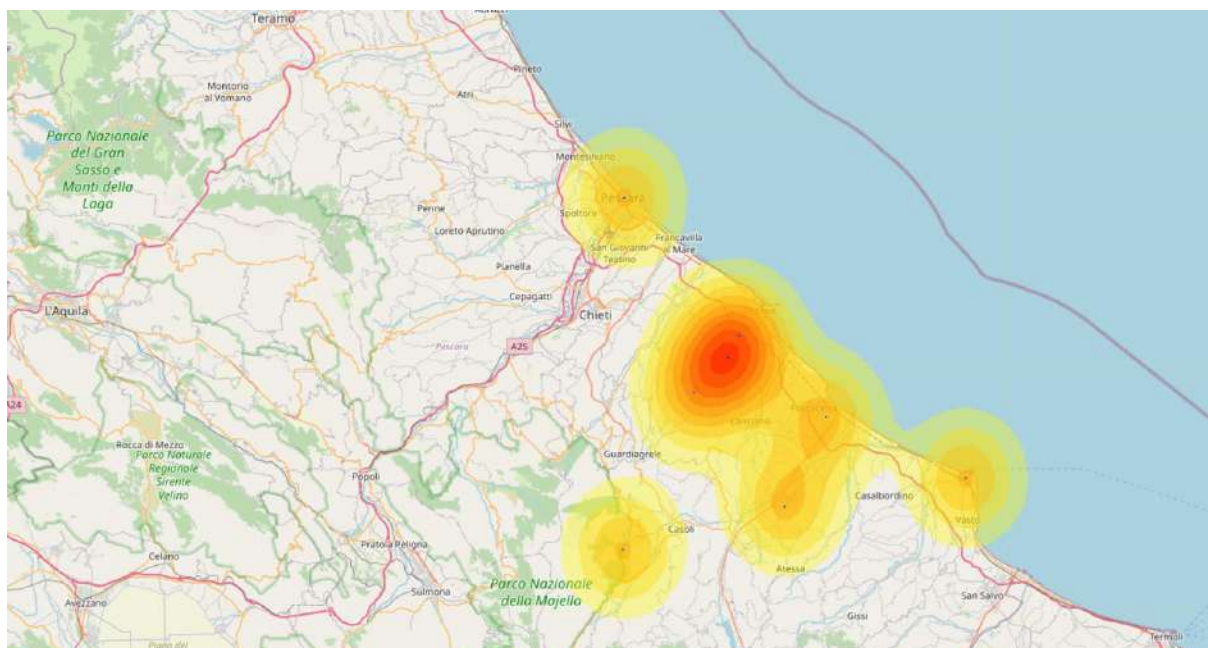 Teramo
Pineto
Montorio
al Vomano
Atri
Silvi
Parco Nazionale
del Gran
Sasso e
Monti della
Laga
Montesilvano
Pescara
Penne
Spoltore
Loreto Aprutino
Francavilla
al Mare
San Giovanni
Teatino
Pianella
Cepagatti
L'Aquila
Chieti
Pescara
A25
A24
Lanciano
Rocca di Mezzo
Parco Naturale
Regionale
Sirente
Velino
Guardiagrele
Popoli
Casalbordino
Vasto
Casoli
Pratola Peligna
Celano
Atessa
Parco Nazionale
della Majella
Sulmona
San Salvo
Avezzano
Gissi
Termoli
Piana del